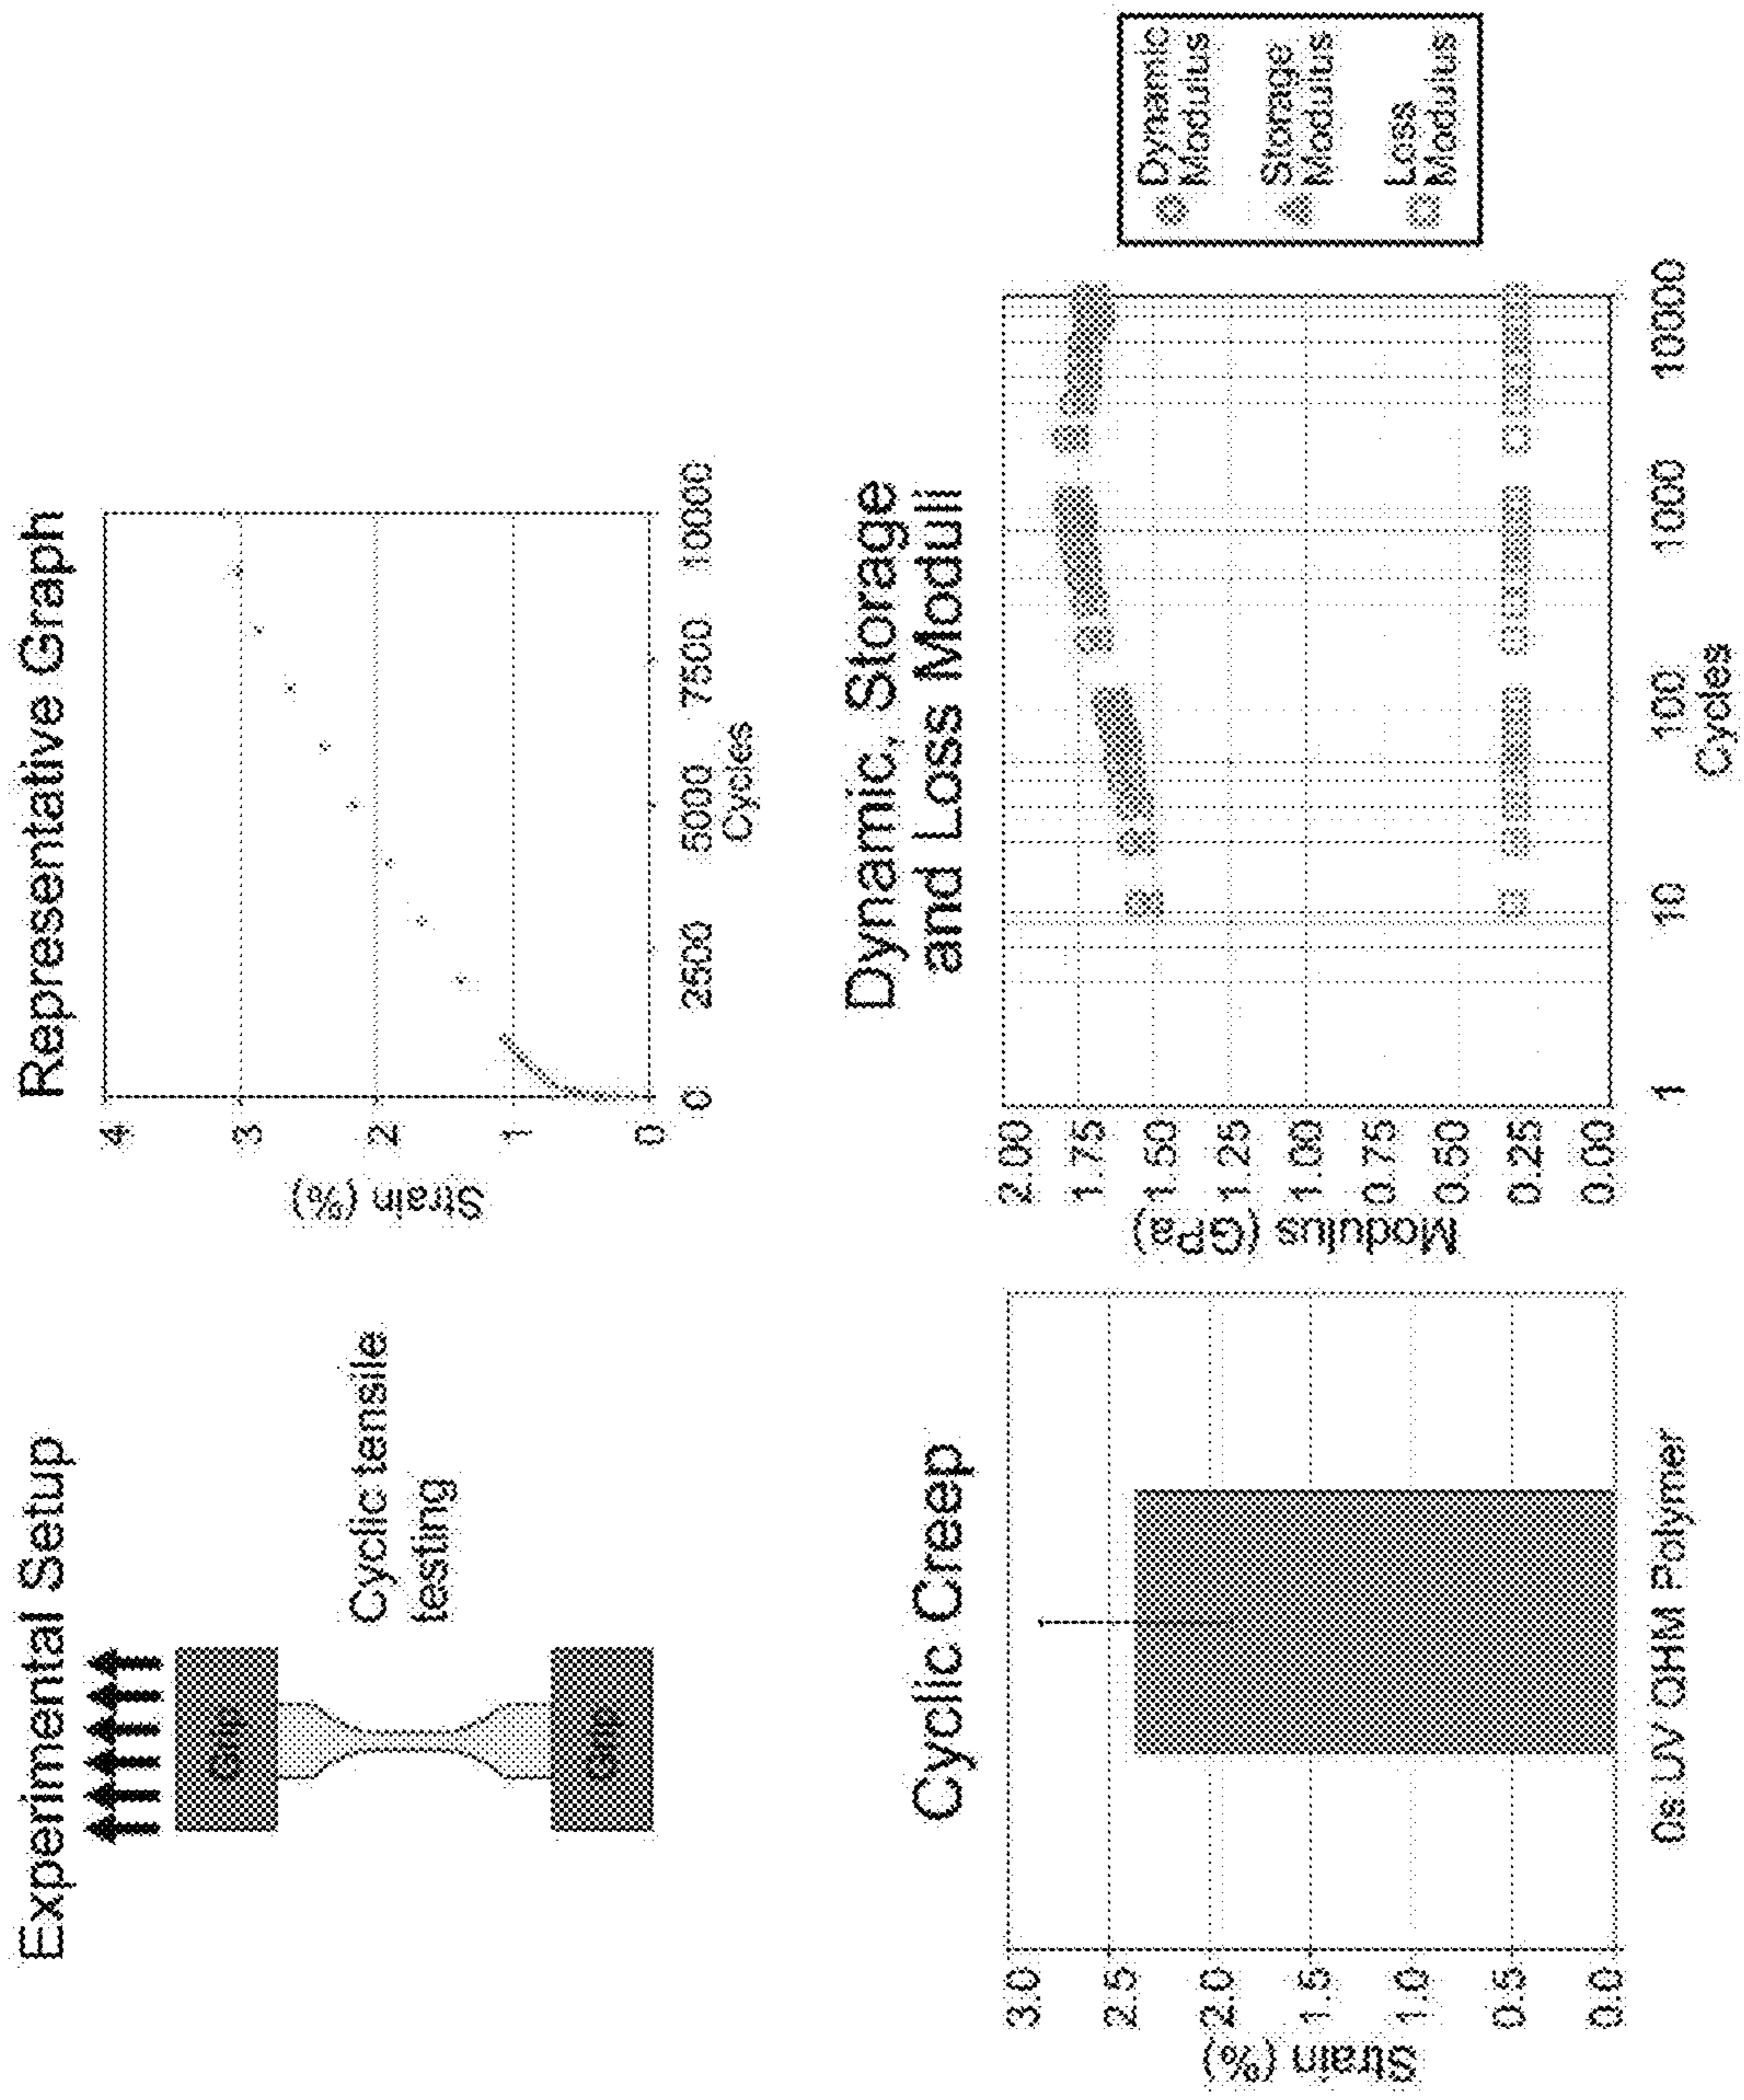 Experimental Setup
Grip
Cyclic tensile
testing
Grip
Representative Graph
Strain (%)
4
3
2
1
0
0 2500 5000 7500 10000
Cycles
Cyclic Creep
Strain (%)
3.0
2.5
2.0
1.5
1.0
0.5
0.0
0s UV QHM Polymer
Dynamic, Storage
and Loss Moduli
Modulus (GPa)
2.00
1.75
1.50
1.25
1.00
0.75
0.50
0.25
0.00
1 10 100 1000 10000
Cycles
Dynamic
Modulus
Storage
Modulus
Loss
Modulus